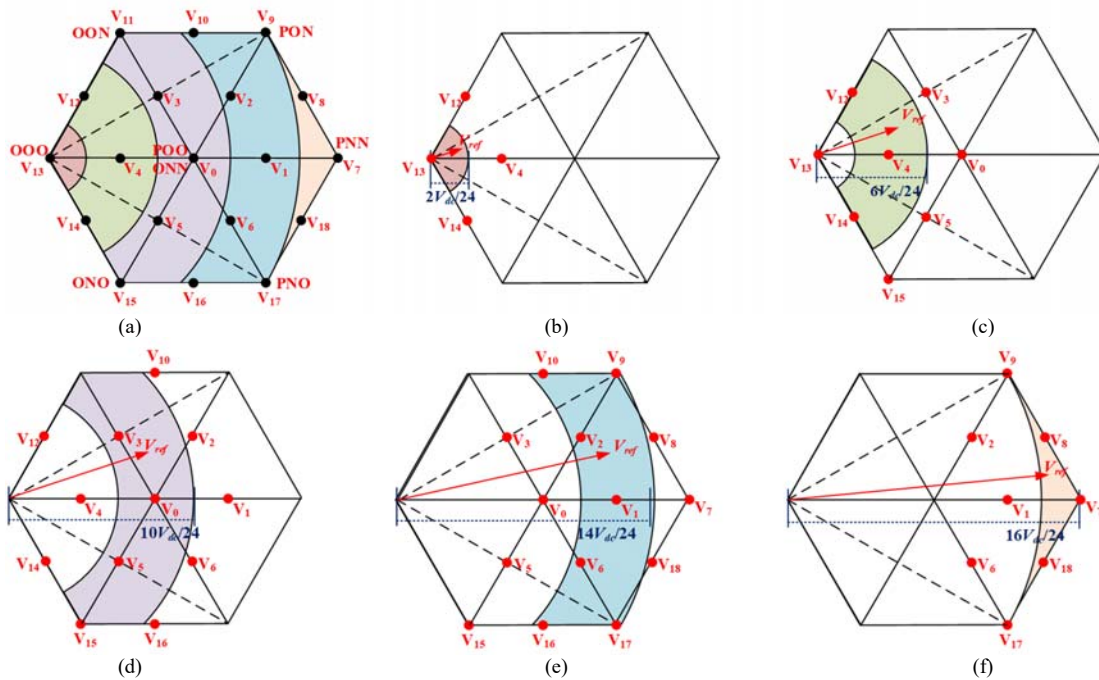 V11 V10 V9
OON PON
V12 V3 V2 V8
OOO POO PNN
V13 V4 ONN V0 V1 V7
V14 V5 V6 V18
ONO PNO
V15 V16 V17
(a)
V12
Vref
V13 V4
2Vdc/24
V14
(b)
V12 V3
Vref
V13 V4 V0
6Vdc/24
V14 V5
V15
(c)
V10
V12 V3 Vref V2
V4 V0 V1
10Vdc/24
V14 V5 V6
V15 V16
(d)
V10 V9
V3 V2 Vref V8
V0 V1 V7
14Vdc/24
V5 V6 V18
V15 V16 V17
(e)
V9
V2 V8
Vref
V1
16Vdc/24
V6 V18
V17
(f)